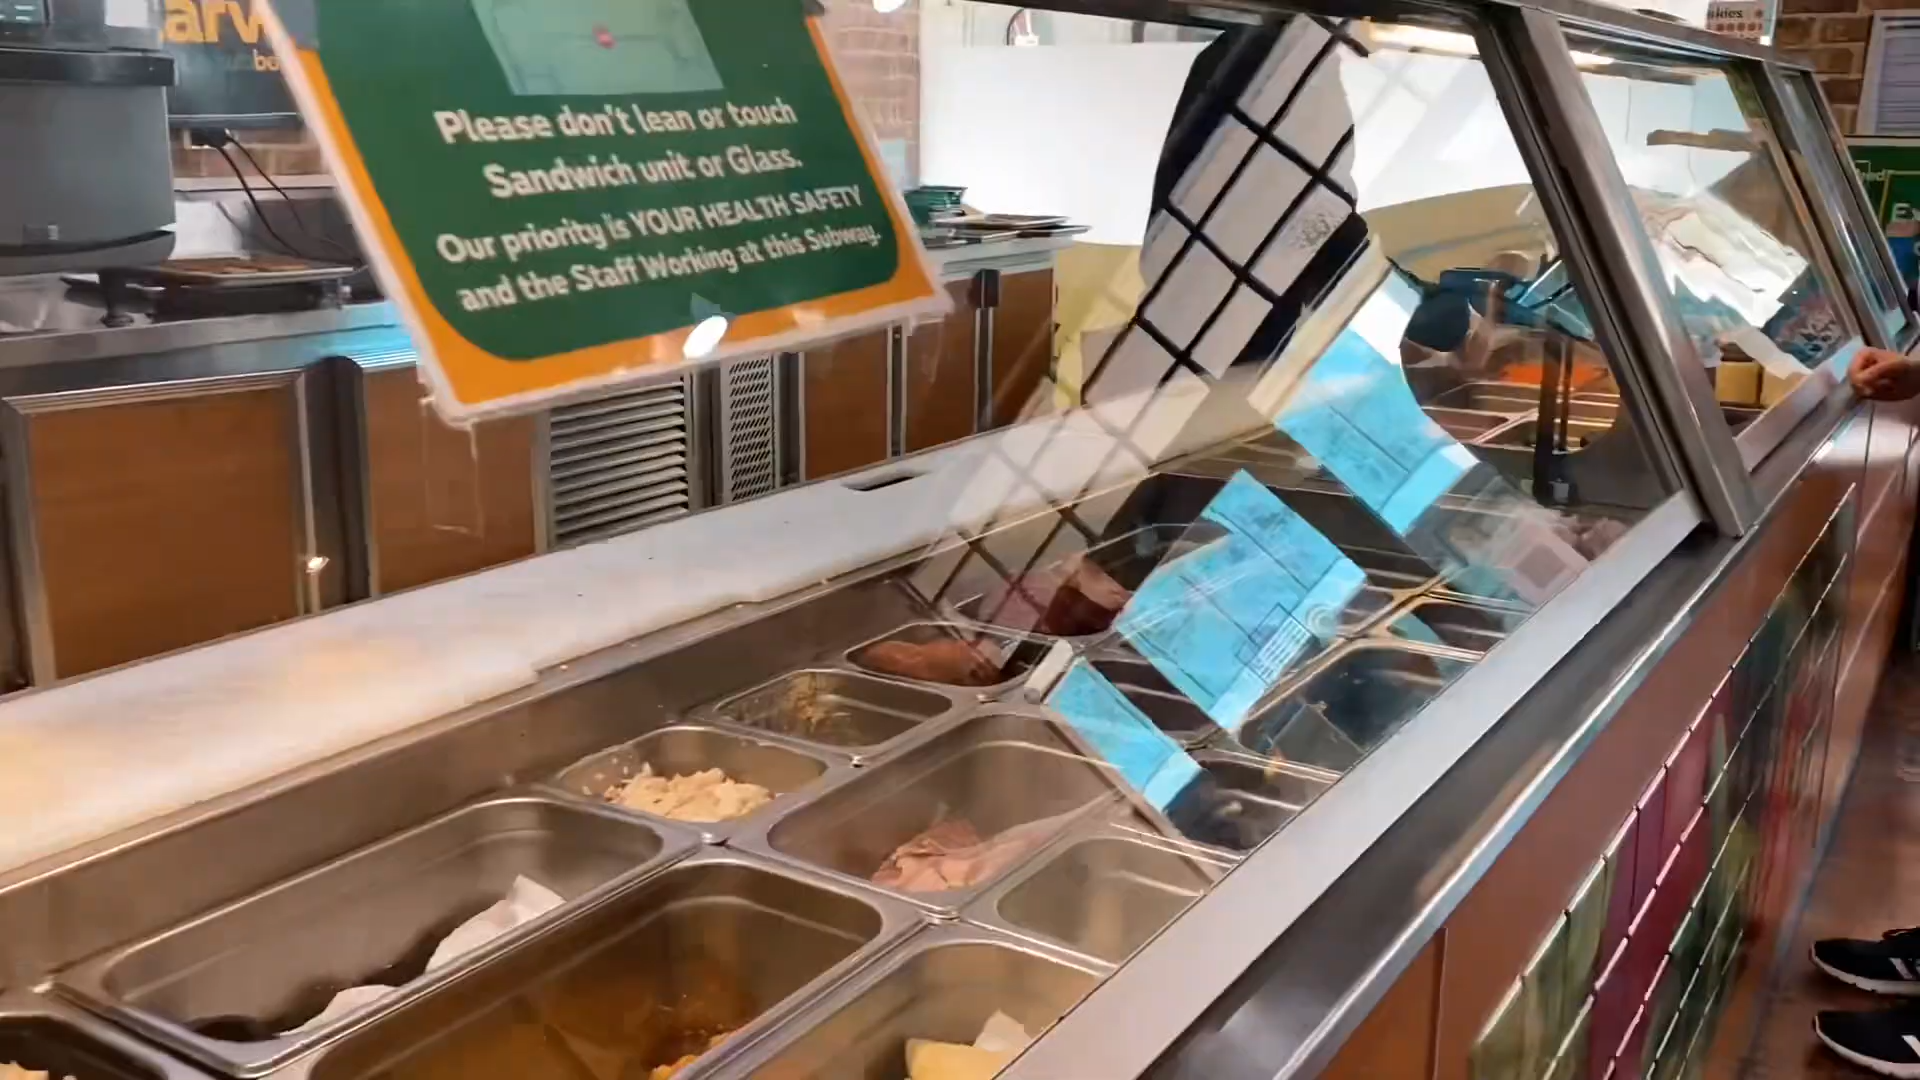 Please don't lean or touch
Sandwich unit or Glass.
Our priority is YOUR HEALTH SAFETY
and the Staff Working at this Subway.